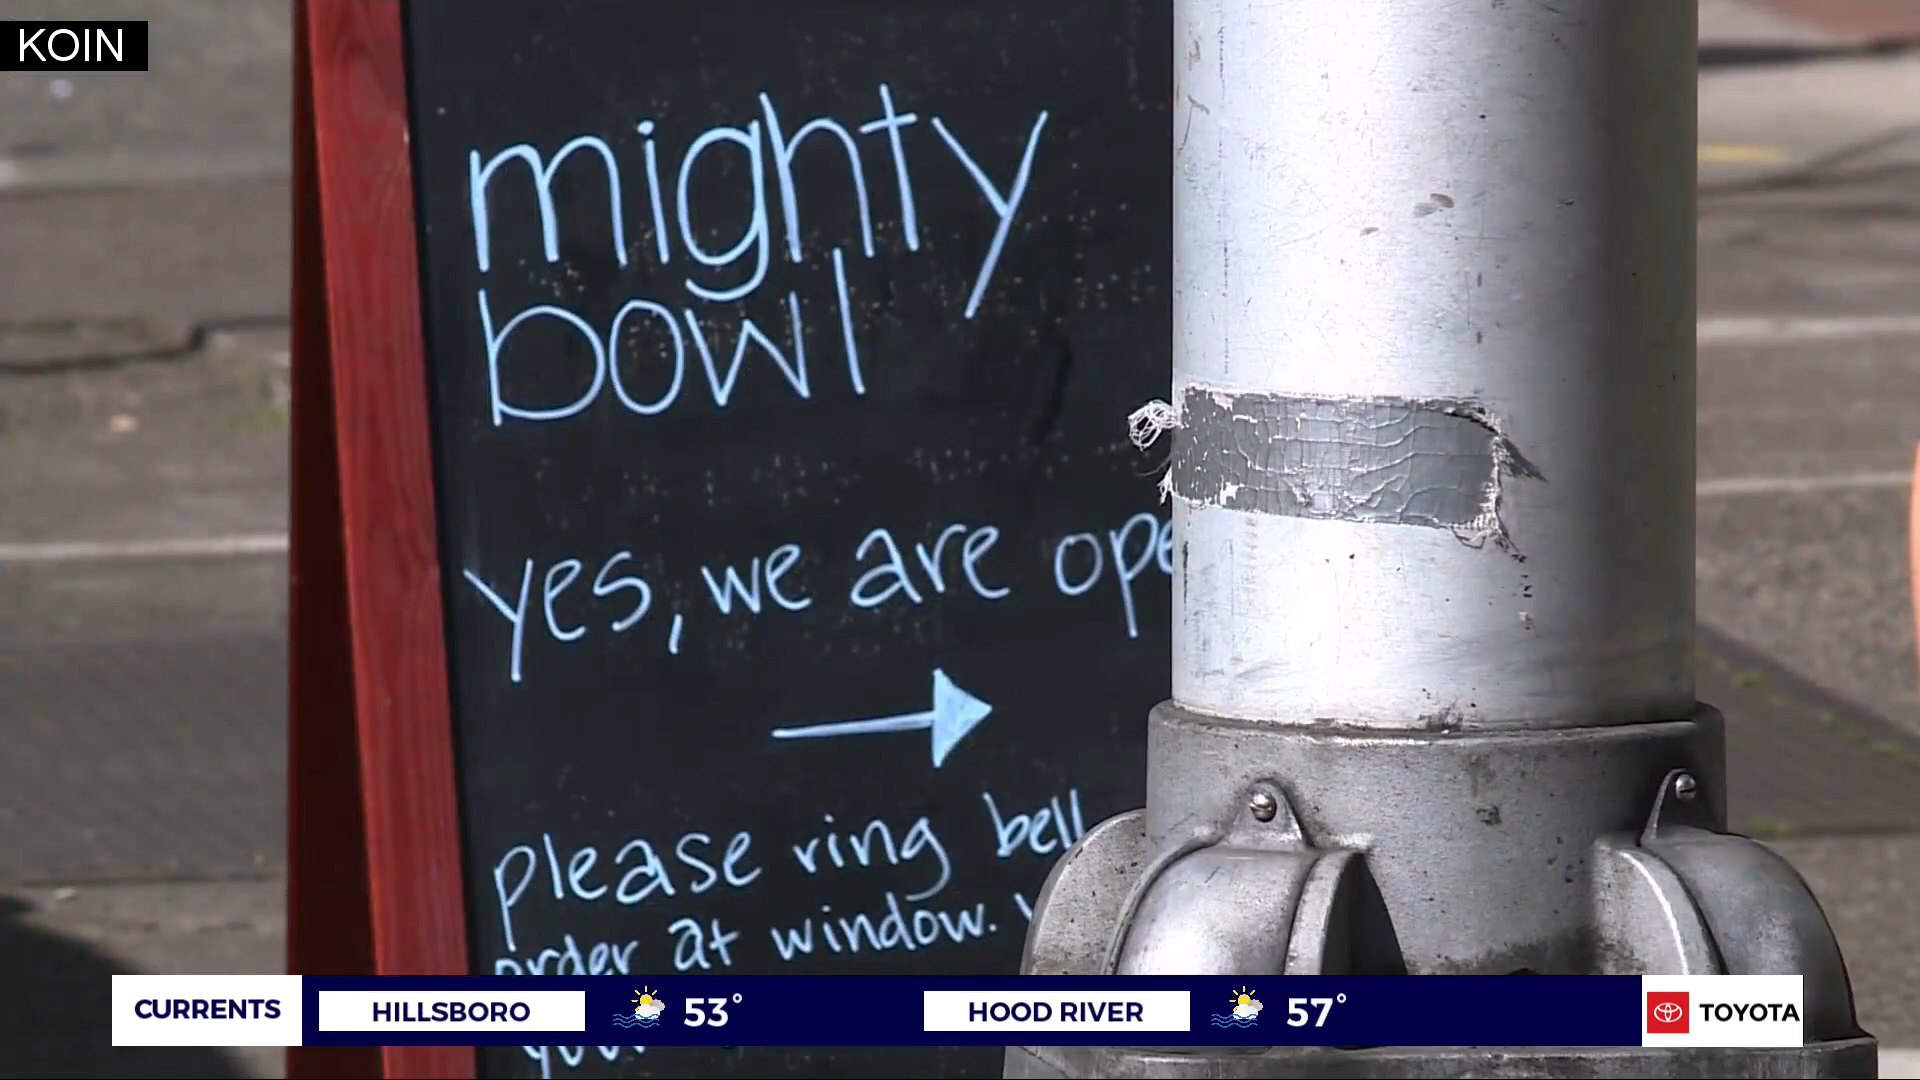 KOIN
mighty
bowl
yes, we are ope
please ring bell
order at window.
CURRENTS
HILLSBORO
53°
HOOD RIVER
57°
TOYOTA